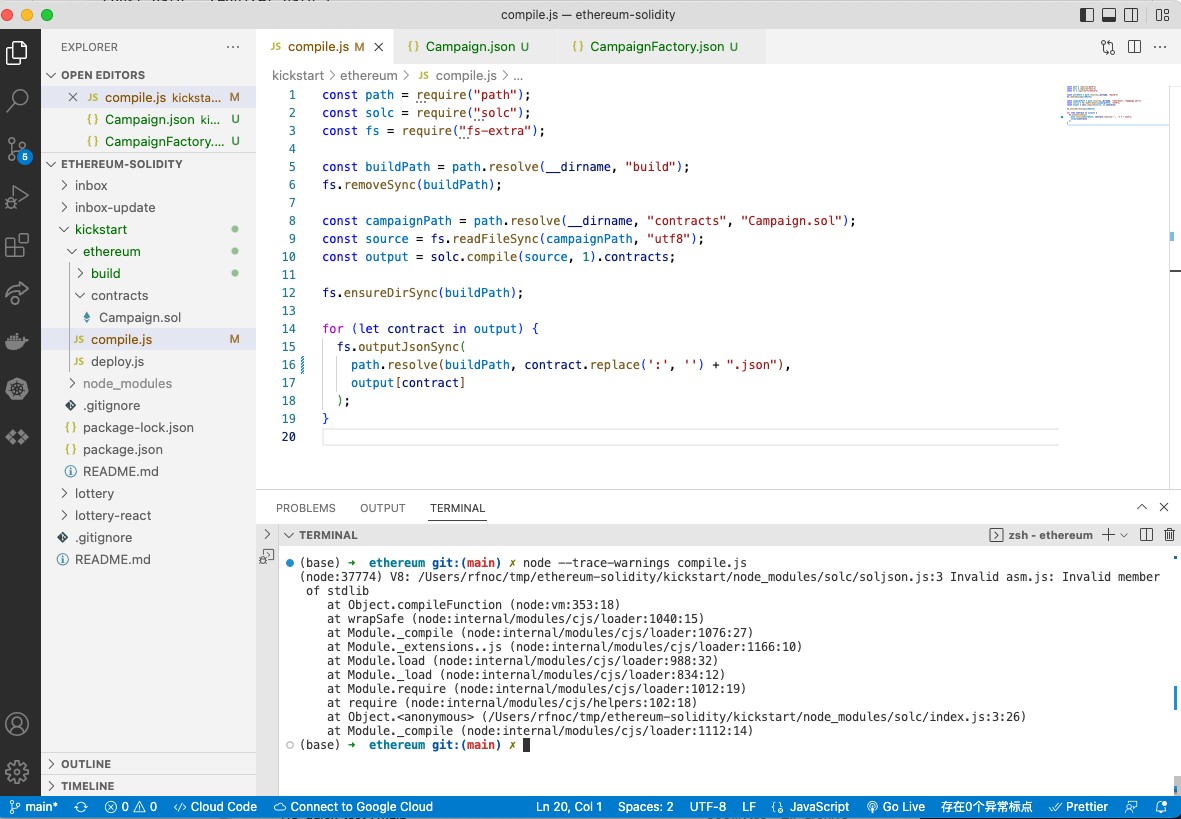 compile.js — ethereum-solidity
EXPLORER
OPEN EDITORS
JS compile.js kicksta... M
{} Campaign.json ki... U
{} CampaignFactory.... U
ETHEREUM-SOLIDITY
inbox
inbox-update
kickstart
ethereum
build
contracts
Campaign.sol
JS compile.js M
JS deploy.js
node_modules
.gitignore
{} package-lock.json
{} package.json
README.md
lottery
lottery-react
.gitignore
README.md
OUTLINE
TIMELINE
5
JS compile.js M
{} Campaign.json U
{} CampaignFactory.json U
kickstart > ethereum > JS compile.js > ...
1 const path = require("path");
2 const solc = require("solc");
3 const fs = require("fs-extra");
4
5 const buildPath = path.resolve(__dirname, "build");
6 fs.removeSync(buildPath);
7
8 const campaignPath = path.resolve(__dirname, "contracts", "Campaign.sol");
9 const source = fs.readFileSync(campaignPath, "utf8");
10 const output = solc.compile(source, 1).contracts;
11
12 fs.ensureDirSync(buildPath);
13
14 for (let contract in output) {
15 fs.outputJsonSync(
16 path.resolve(buildPath, contract.replace(':', '') + ".json"),
17 output[contract]
18 );
19 }
20
PROBLEMS OUTPUT TERMINAL
TERMINAL
zsh - ethereum
(base) ➜ ethereum git:(main) ✗ node --trace-warnings compile.js
(node:37774) V8: /Users/rfnoc/tmp/ethereum-solidity/kickstart/node_modules/solc/soljson.js:3 Invalid asm.js: Invalid member
of stdlib
at Object.compileFunction (node:vm:353:18)
at wrapSafe (node:internal/modules/cjs/loader:1040:15)
at Module._compile (node:internal/modules/cjs/loader:1076:27)
at Module._extensions..js (node:internal/modules/cjs/loader:1166:10)
at Module.load (node:internal/modules/cjs/loader:988:32)
at Module._load (node:internal/modules/cjs/loader:834:12)
at Module.require (node:internal/modules/cjs/loader:1012:19)
at require (node:internal/modules/cjs/helpers:102:18)
at Object.<anonymous> (/Users/rfnoc/tmp/ethereum-solidity/kickstart/node_modules/solc/index.js:3:26)
at Module._compile (node:internal/modules/cjs/loader:1112:14)
(base) ➜ ethereum git:(main) ✗
main* 0 0 Cloud Code Connect to Google Cloud Ln 20, Col 1 Spaces: 2 UTF-8 LF {} JavaScript Go Live 存在0个异常标点 Prettier